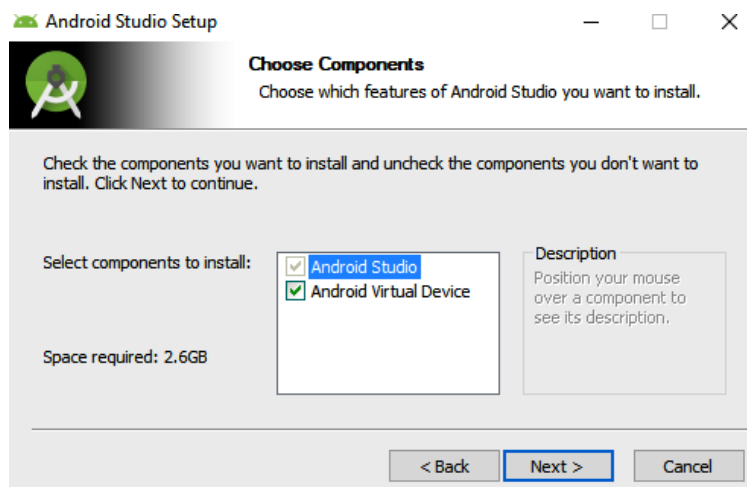 Android Studio Setup
Choose Components
Choose which features of Android Studio you want to install.
Check the components you want to install and uncheck the components you don't want to
install. Click Next to continue.
Select components to install:
Android Studio
Android Virtual Device
Description
Position your mouse
over a component to
see its description.
Space required: 2.6GB
< Back
Next >
Cancel